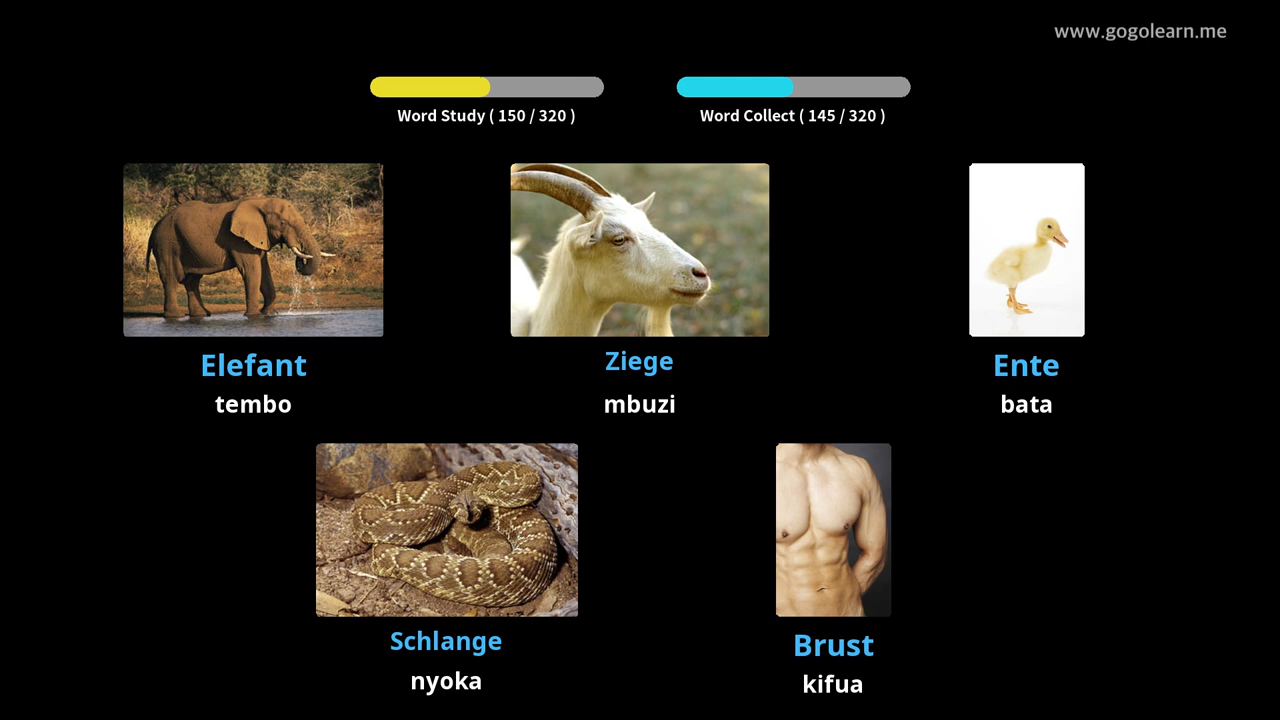 www.gogolearn.me
Word Study ( 150 / 320 )
Word Collect ( 145 / 320 )
Elefant
tembo
Ziege
mbuzi
Ente
bata
Schlange
nyoka
Brust
kifua